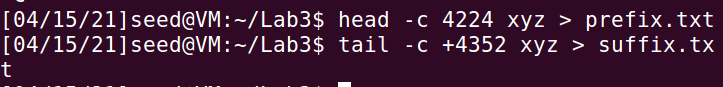 [04/15/21]seed@VM:~/Lab3$ head -c 4224 xyz > prefix.txt
[04/15/21]seed@VM:~/Lab3$ tail -c +4352 xyz > suffix.tx
t